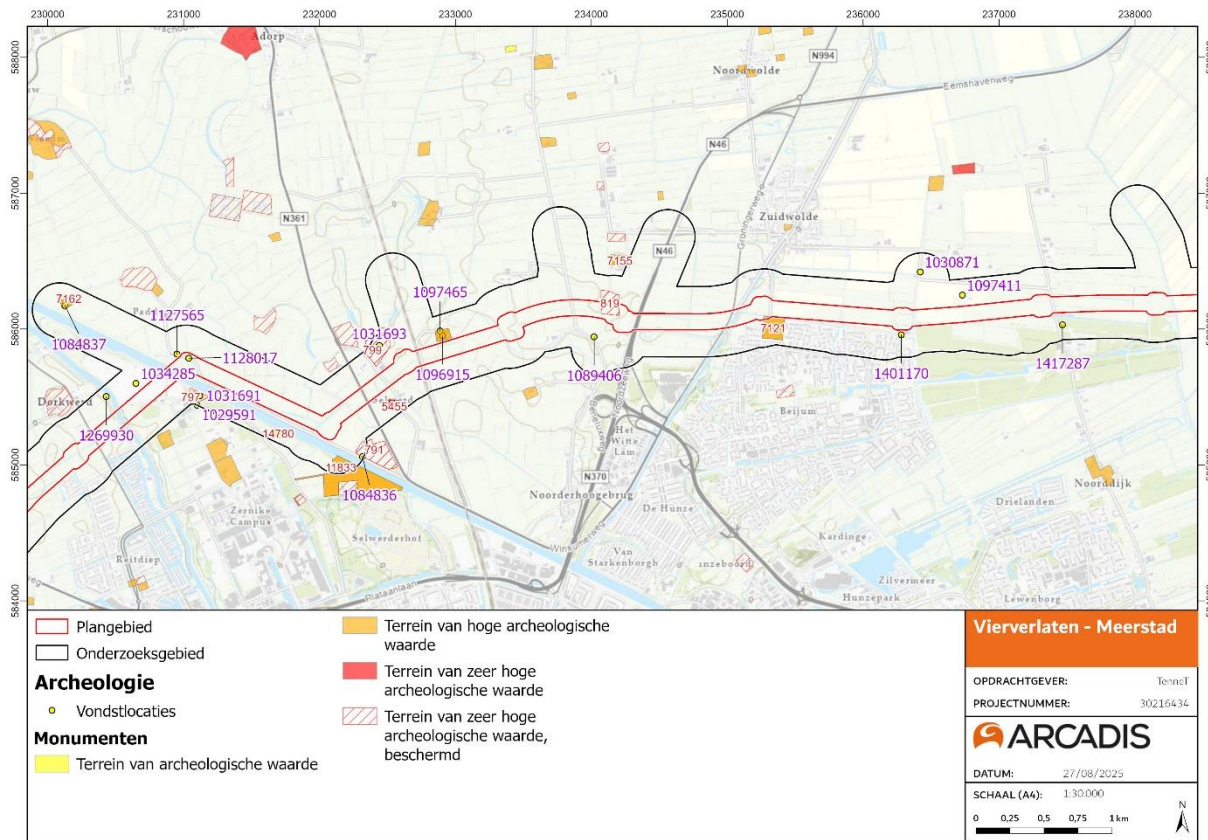 230000 231000 232000 233000 234000 235000 236000 237000 238000
588000
Adorp
N994
Noordwolde
Eemshavenweg
N46
587000
N361
Groningerweg
Zuidwolde
N46
7155
1030871
1097465
1097411
7162
1127565
819
586000
1031693
7121
799
1084837
1128017
1034285
1096915
1089406
1401170
1417287
Dorkwerd
797
1031691
1029591
5455
Beijum
1269930
14780
Het
Witte
Lam
791
585000
11833
N370
Noorddijk
1084836
Noorderhoogebrug
Zernike
Campus
De Hunze
Drielanden
Selwerderhof
Kardinge
Reitdiep
Winsumerweg
Van
Starkenborgh
Zilvermeer
Plataanlaan
Hunzepark
Lewenborg
584000
Plangebied
Onderzoeksgebied
Archeologie
Vondstlocaties
Monumenten
Terrein van archeologische waarde
Terrein van hoge archeologische
waarde
Terrein van zeer hoge
archeologische waarde
Terrein van zeer hoge
archeologische waarde,
beschermd
Vierverlaten - Meerstad
OPDRACHTGEVER: TenneT
PROJECTNUMMER: 30216434
ARCADIS
DATUM: 27/08/2025
SCHAAL (A4): 1:30.000
0 0,25 0,5 0,75 1 km
N